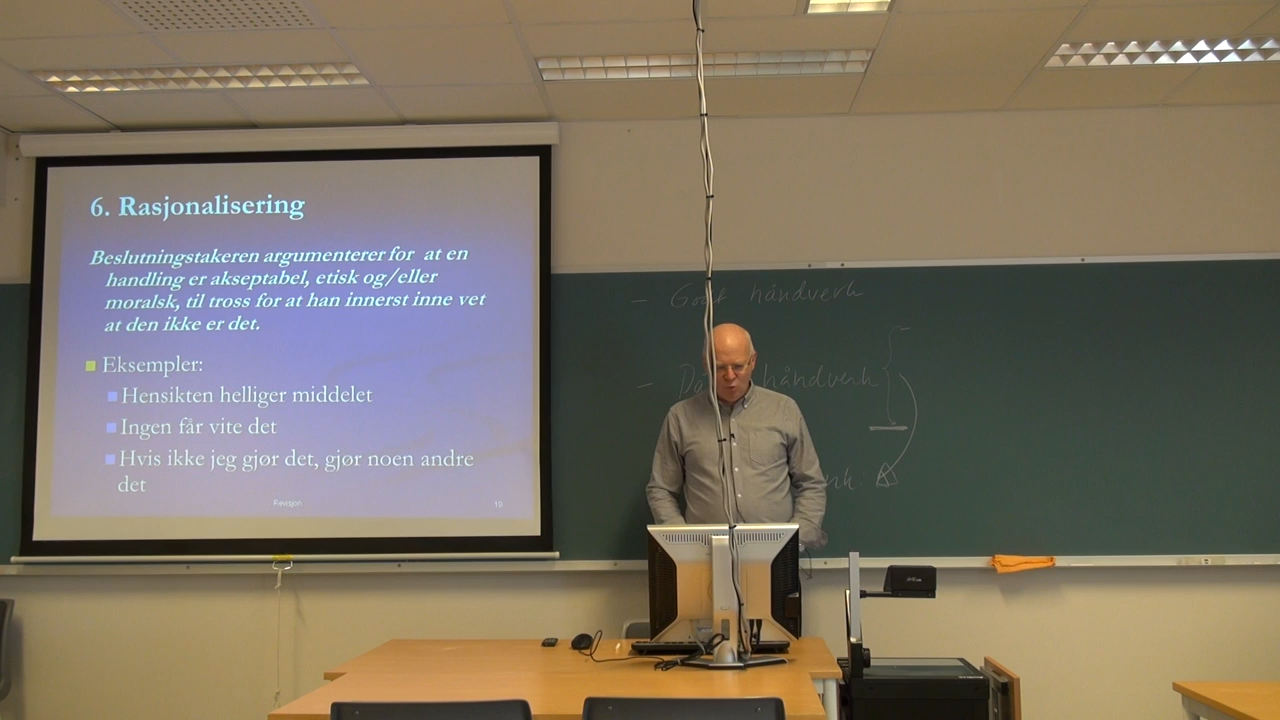 6. Rasjonalisering
Beslutningstakeren argumenterer for at en
handling er akseptabel, etisk og/eller
moralsk, til tross for at han innerst inne vet
at den ikke er det.
Eksempler:
Hensikten helliger middelet
Ingen får vite det
Hvis ikke jeg gjør det, gjør noen andre
det
Revisjon 19
- Godt håndverk
- håndverk